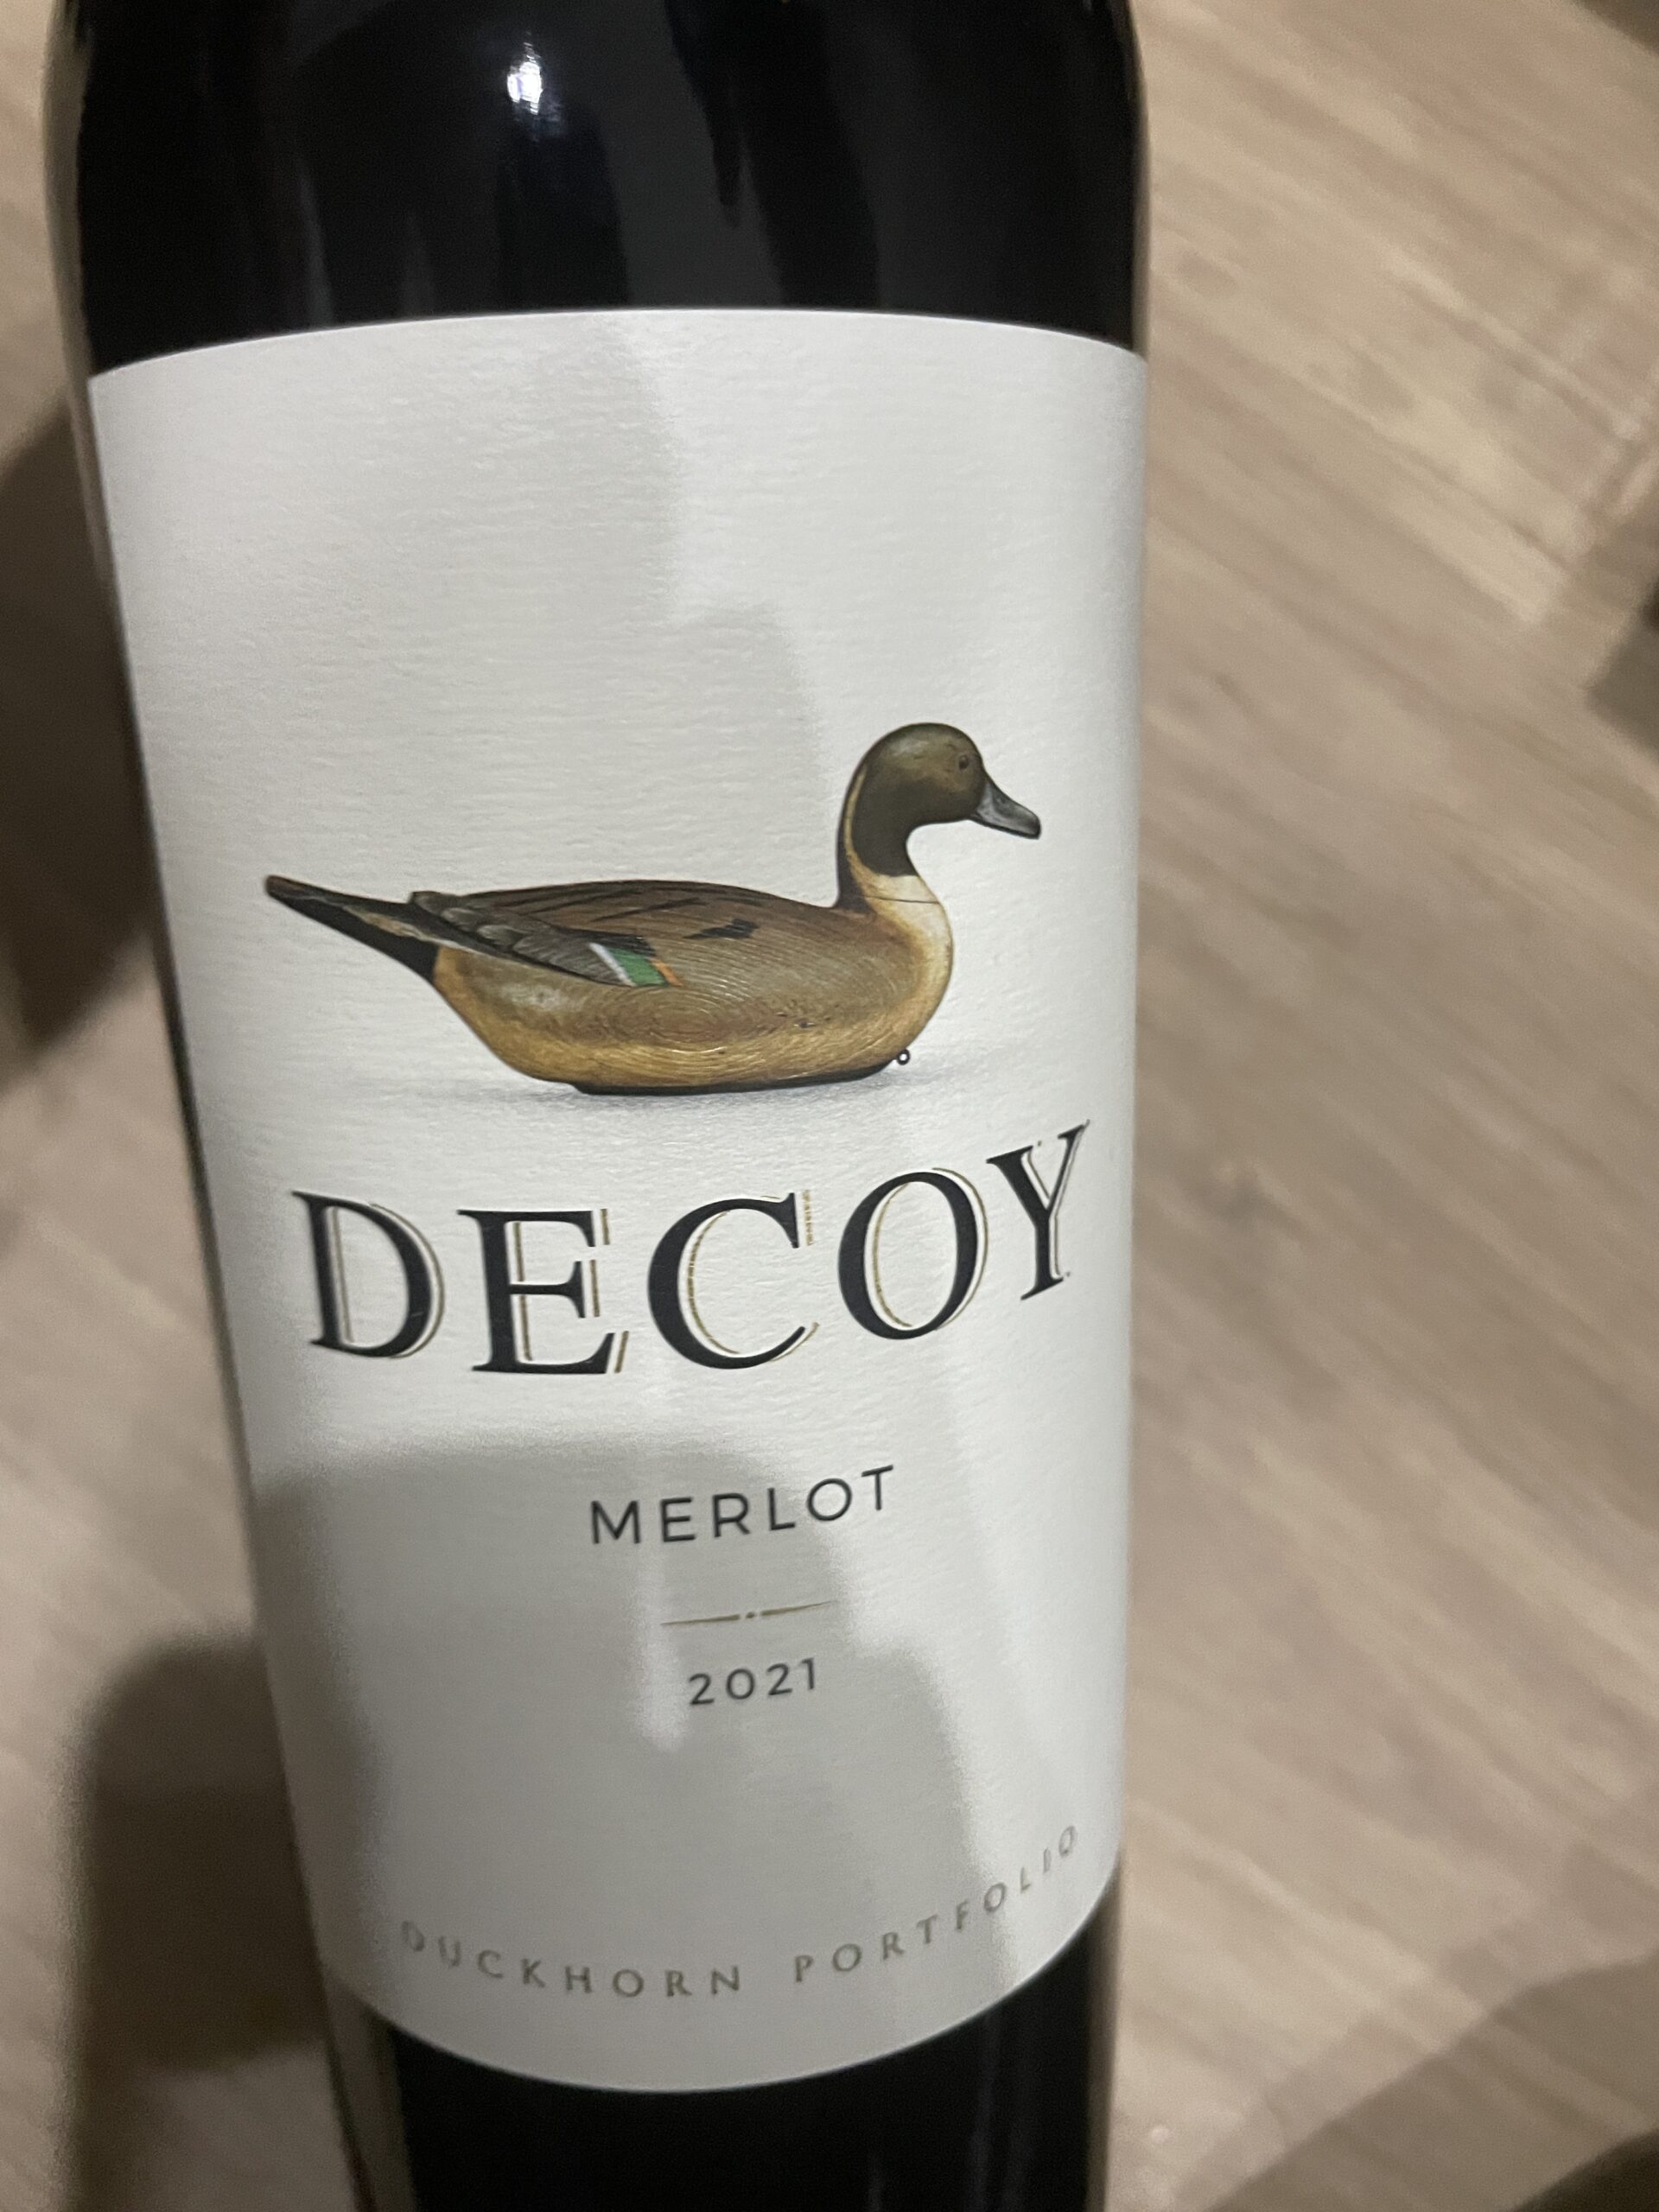 DECOY
MERLOT
2021
DUCKHORN PORTFOLIO